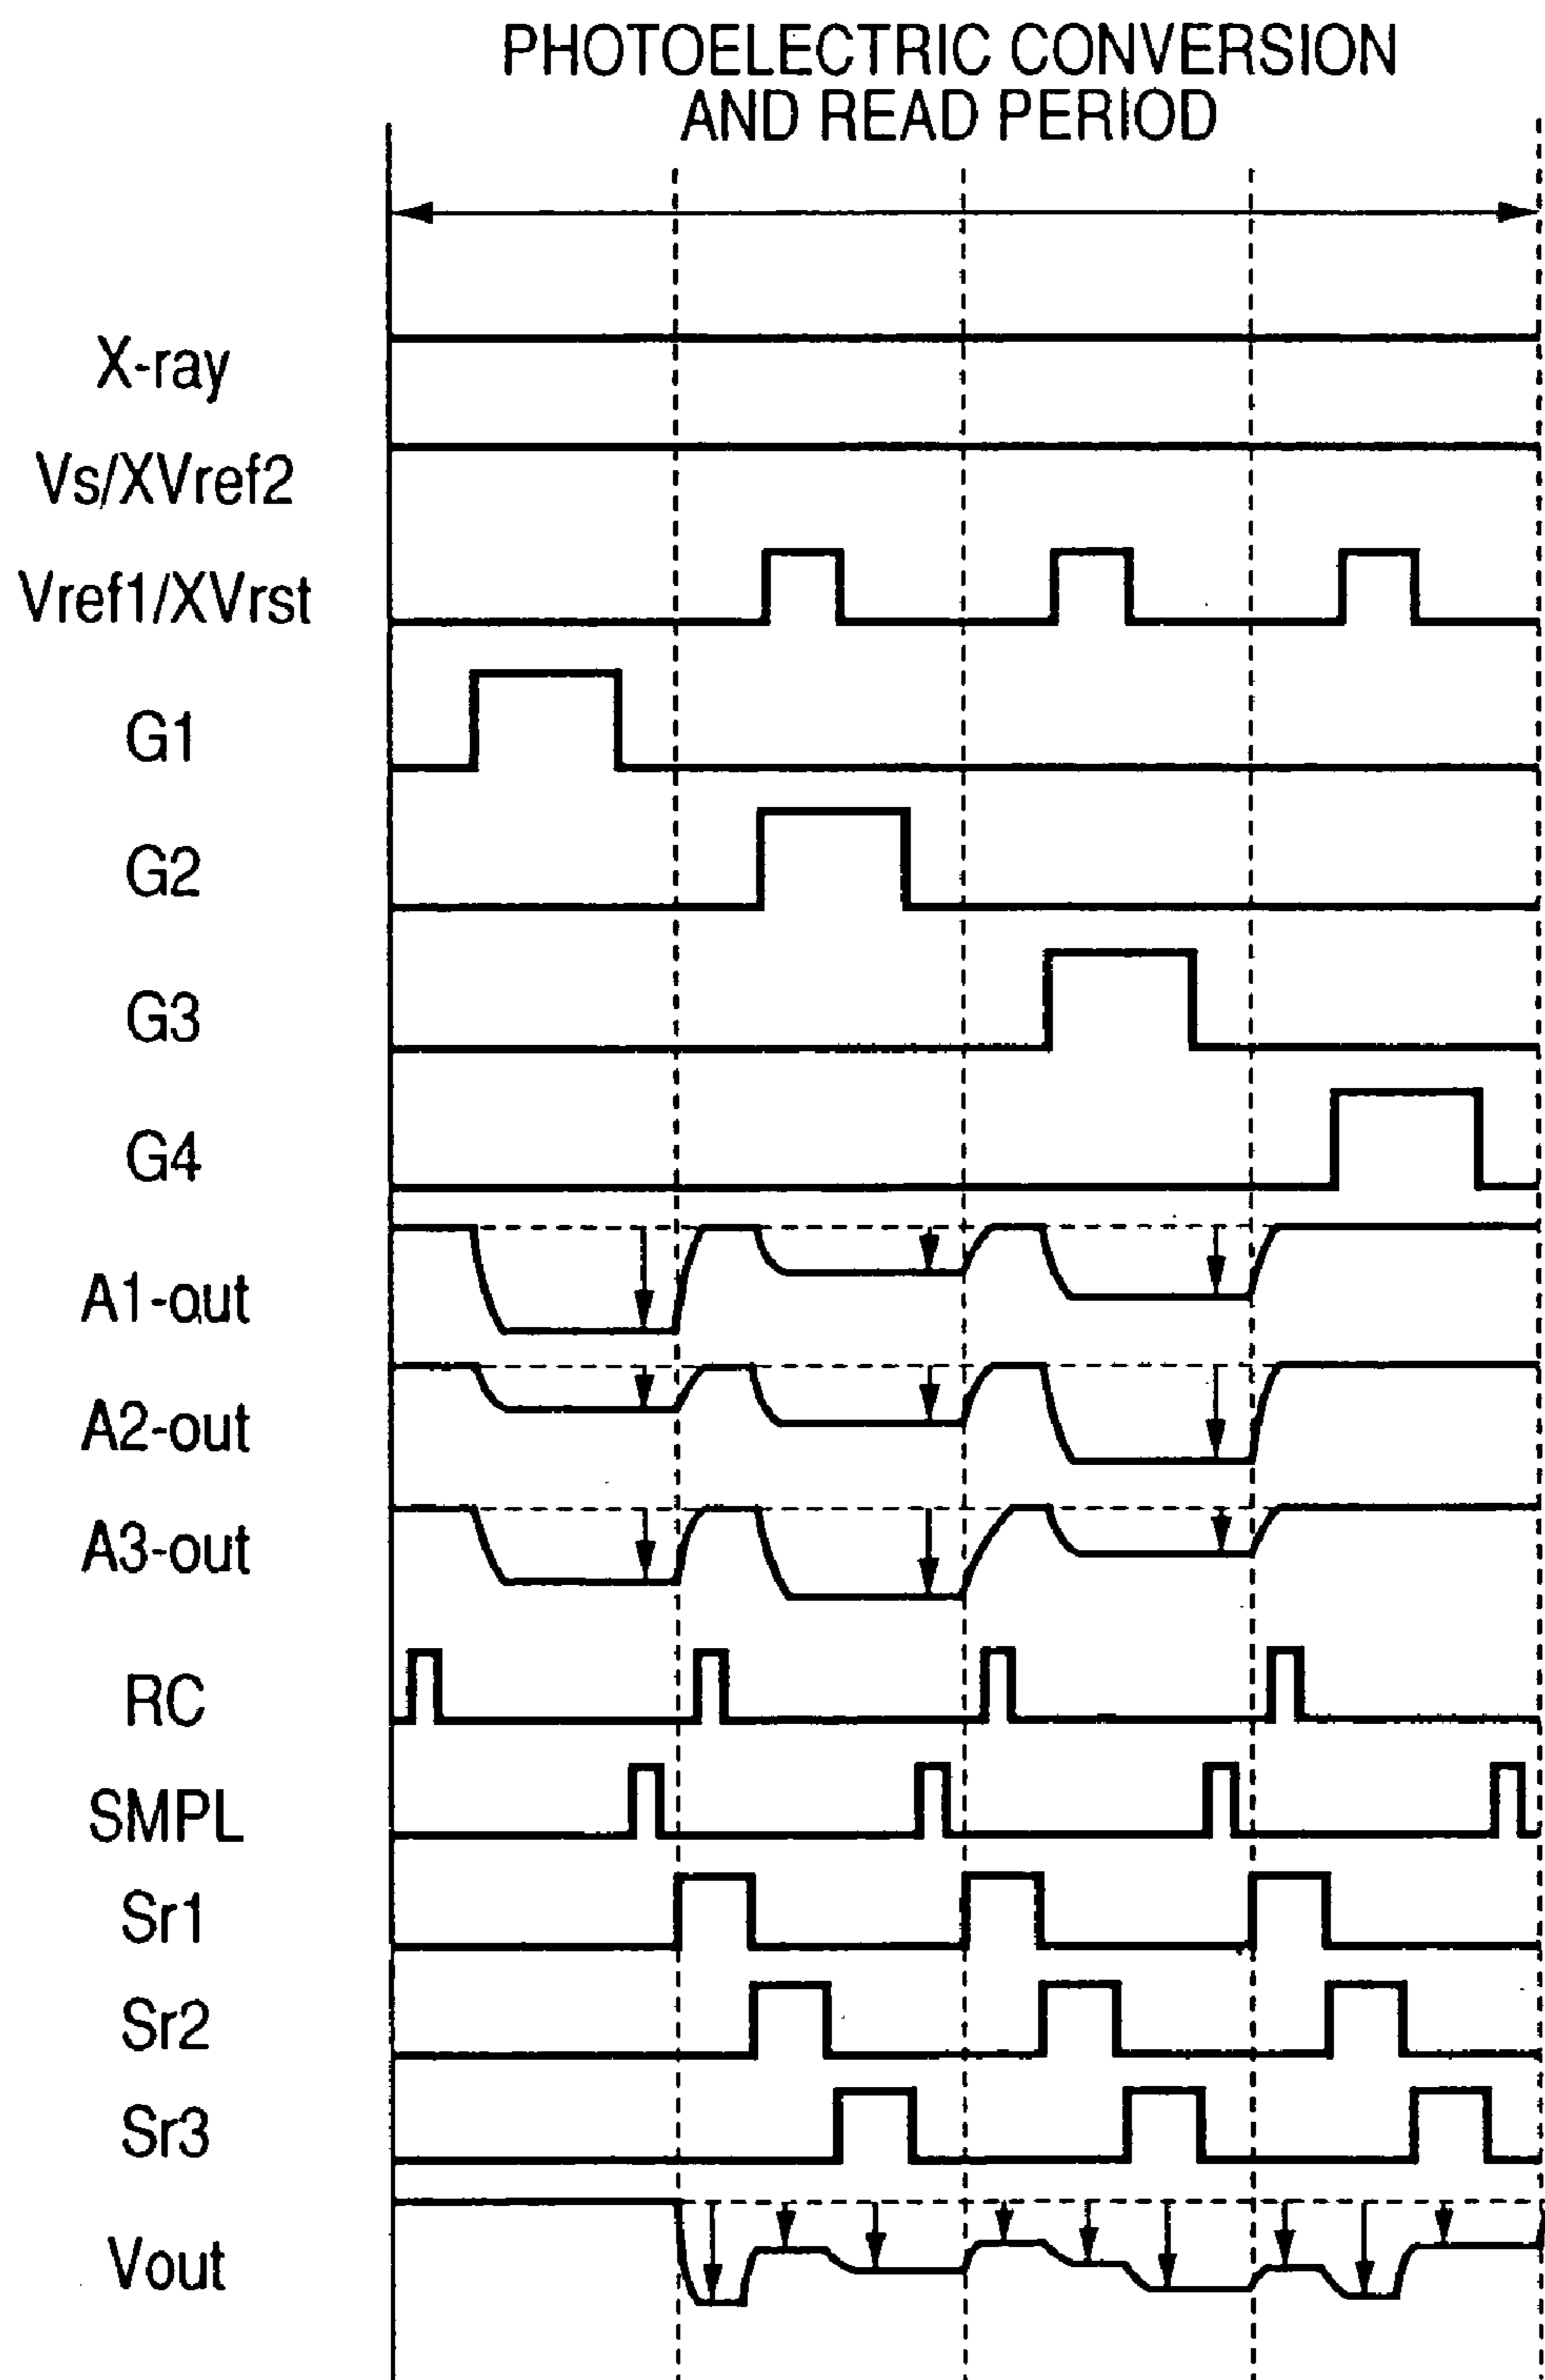 PHOTOELECTRIC CONVERSION
AND READ PERIOD
X-ray
Vs/XVref2
Vref1/XVrst
G1
G2
G3
G4
A1-out
A2-out
A3-out
RC
SMPL
Sr1
Sr2
Sr3
Vout